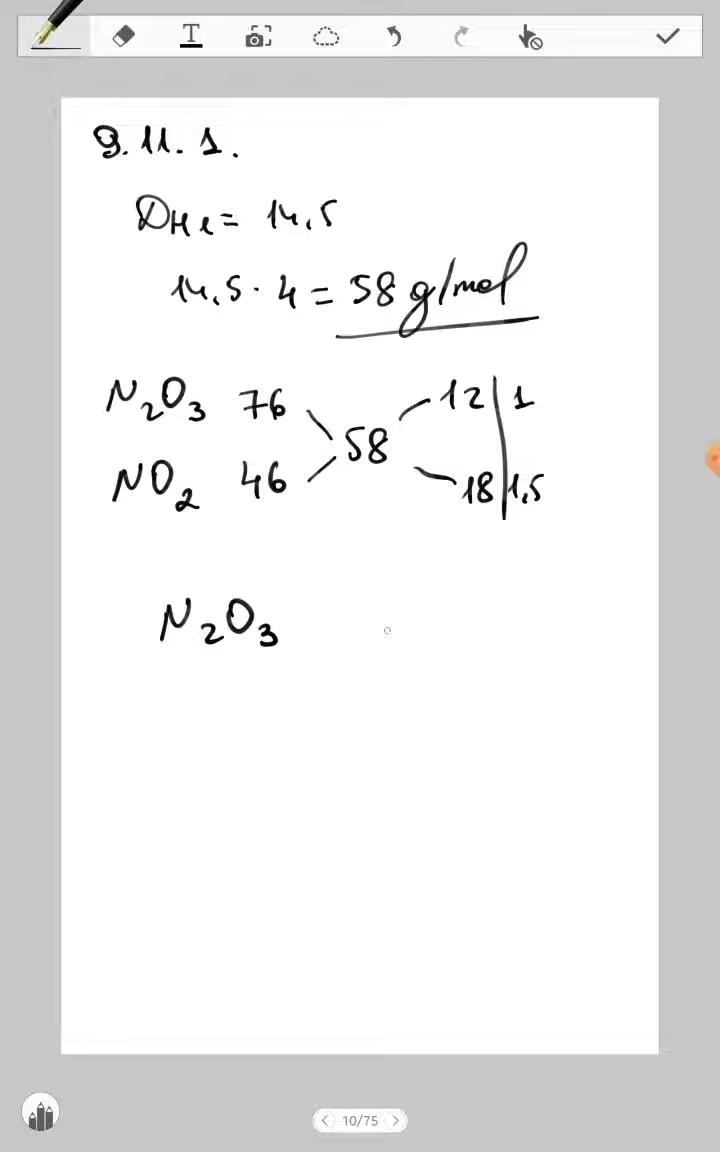 9.11.1.
D He = 14,5
14,5 · 4 = 58 g/mol
N₂O₃ 76 58 12 | 1
NO₂ 46 18 | 1,5
N₂O₃
10/75